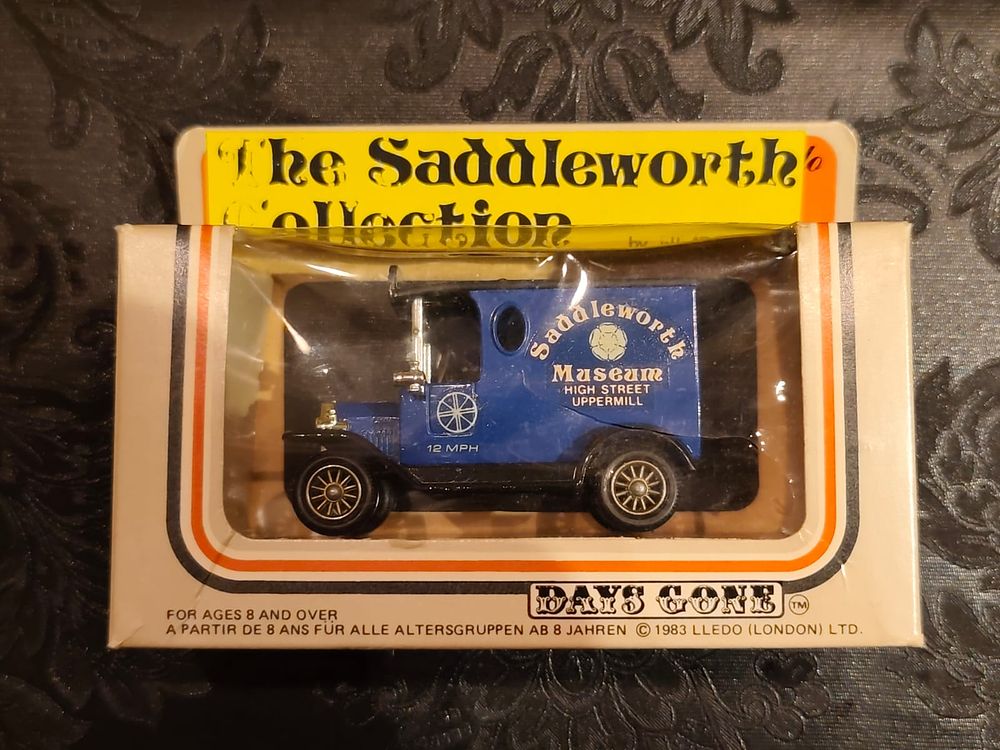 The Saddleworth
Collection
Saddleworth
Museum
HIGH STREET
UPPERMILL
12 MPH
DAYS GONE TM
FOR AGES 8 AND OVER
A PARTIR DE 8 ANS FÜR ALLE ALTERSGRUPPEN AB 8 JAHREN © 1983 LLEDO (LONDON) LTD.